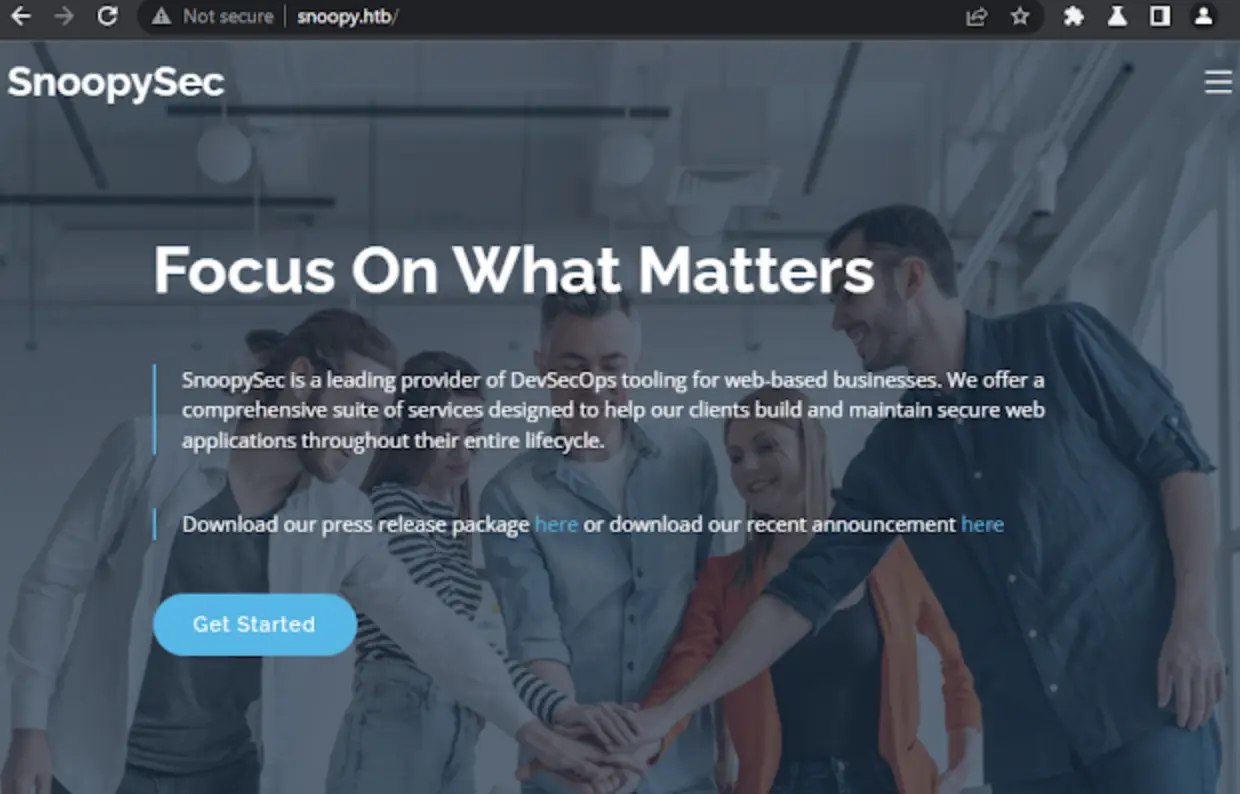 Not secure | snoopy.htb/
SnoopySec
Focus On What Matters
SnoopySec is a leading provider of DevSecOps tooling for web-based businesses. We offer a
comprehensive suite of services designed to help our clients build and maintain secure web
applications throughout their entire lifecycle.
Download our press release package here or download our recent announcement here
Get Started